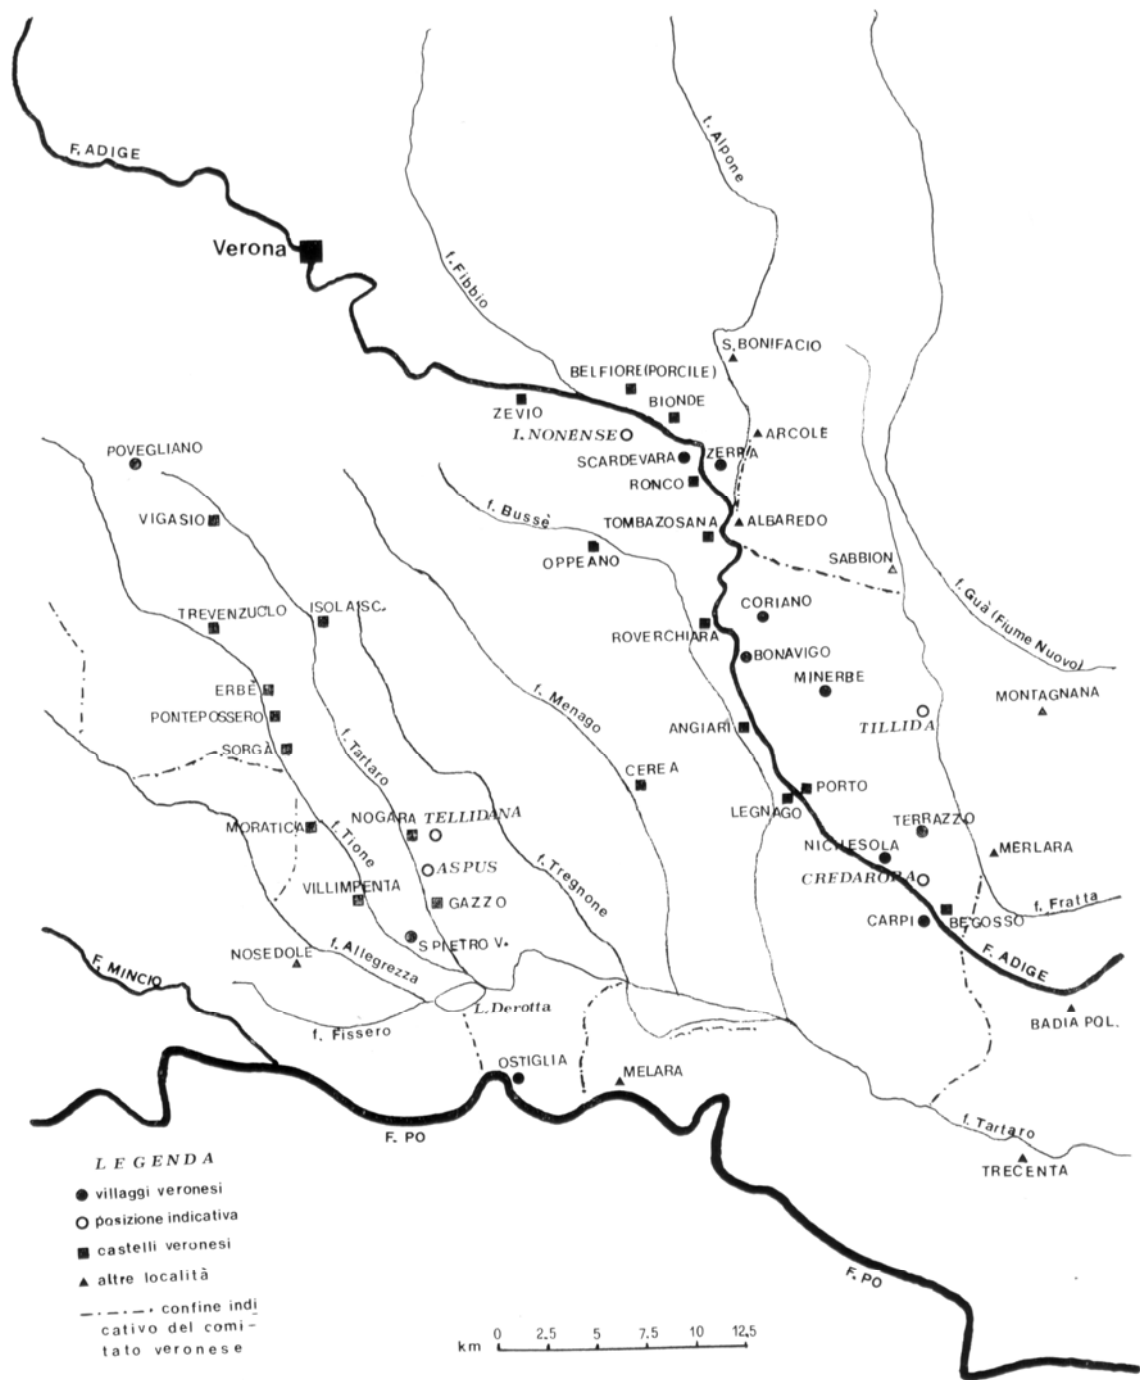 F. ADIGE
Verona
f. Fibbio
t. Alpone
S. BONIFACIO
BELFIORE(PORCILE)
ZEVIO
BIONDE
I. NONENSE
ARCOLE
POVEGLIANO
SCARDEVARA
ZERPA
RONCO
VIGASIO
f. Bussè
TOMBAZOSANA
ALBAREDO
OPPEANO
SABBION
f. Guà (Fiume Nuovo)
TREVENZUOLO
ISOLA SC.
CORIANO
ROVERCHIARA
BONAVIGO
MINERBE
ERBÈ
f. Menago
MONTAGNANA
PONTEPOSSERO
ANGIARI
TILLIDA
SORGÀ
f. Tartaro
CEREA
PORTO
LEGNAGO
MORATICA
f. Tione
NOGARA
TELLIDANA
TERRAZZO
NICHESOLA
MERLARA
ASPUS
f. Tregnone
CREDARORA
VILLIMPENTA
GAZZO
f. Fratta
CARPI
BEGOSSO
S PIETRO V.
NOSEDOLE
f. Allegrezza
F. ADIGE
F. MINCIO
L. Derotta
f. Fissero
BADIA POL.
OSTIGLIA
MELARA
f. Tartaro
F. PO
TRECENTA
F. PO
LEGENDA
villaggi veronesi
posizione indicativa
castelli veronesi
altre località
confine indi
cativo del comi-
tato veronese
km 0 2.5 5 7.5 10 12.5